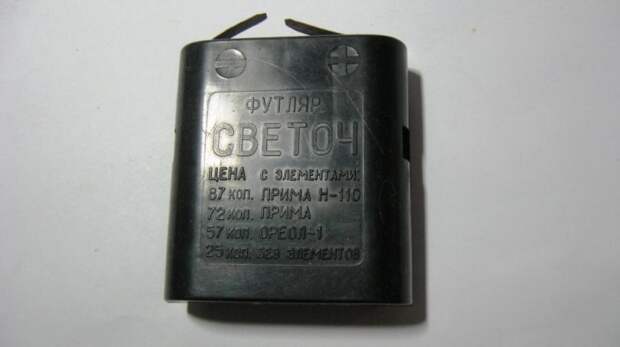 − +
ФУТЛЯР
СВЕТОЧ
ЦЕНА С ЭЛЕМЕНТАМИ:
87 КОП. ПРИМА Н-110
72 КОП. ПРИМА
57 КОП. ОРЕОЛ-1
25 КОП. БЕЗ ЭЛЕМЕНТОВ